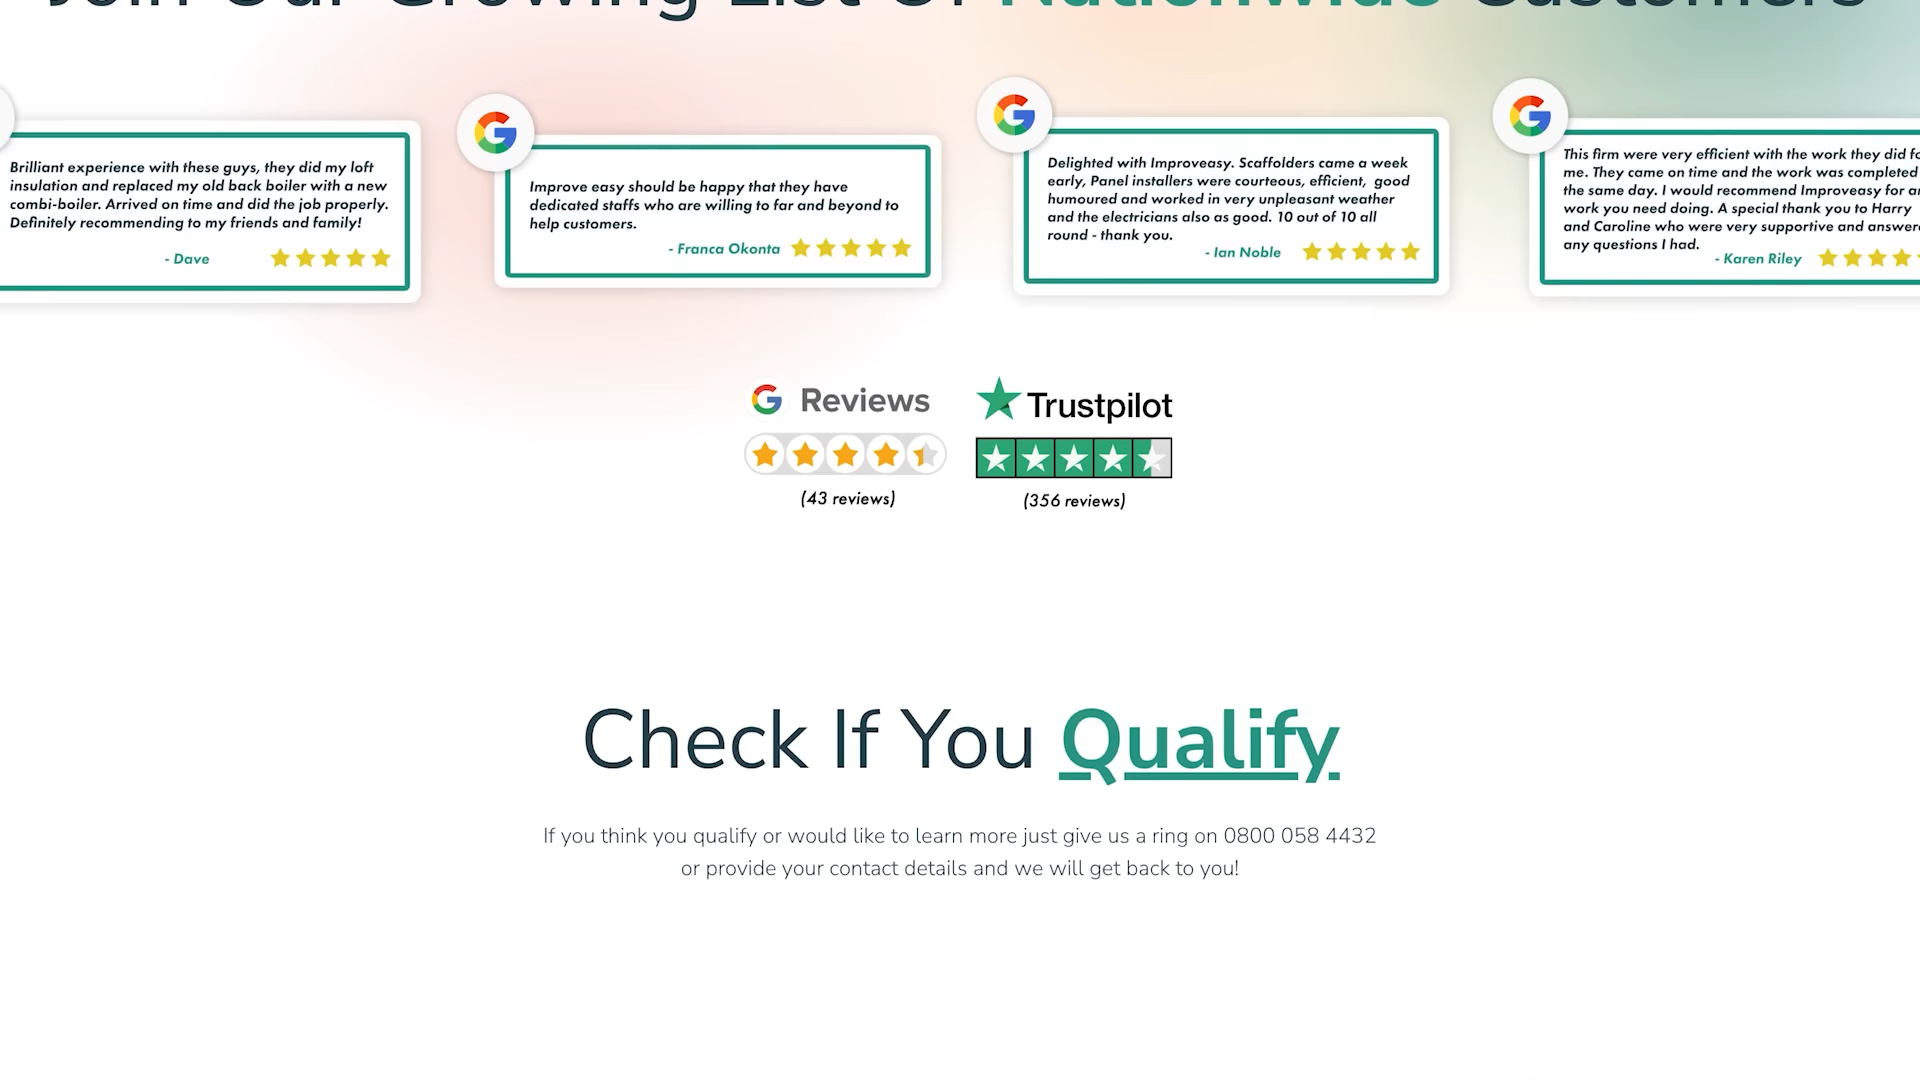 Join Our Growing List Of Nationwide Customers
Brilliant experience with these guys, they did my loft
insulation and replaced my old back boiler with a new
combi-boiler. Arrived on time and did the job properly.
Definitely recommending to my friends and family!
- Dave
Improve easy should be happy that they have
dedicated staffs who are willing to far and beyond to
help customers.
- Franca Okonta
Delighted with Improveasy. Scaffolders came a week
early, Panel installers were courteous, efficient, good
humoured and worked in very unpleasant weather
and the electricians also as good. 10 out of 10 all
round - thank you.
- Ian Noble
This firm were very efficient with the work they did
me. They came on time and the work was completed
the same day. I would recommend Improveasy for
work you need doing. A special thank you to Harry
and Caroline who were very supportive and
any questions I had.
- Karen Riley
G Reviews
(43 reviews)
Trustpilot
(356 reviews)
Check If You Qualify
If you think you qualify or would like to learn more just give us a ring on 0800 058 4432
or provide your contact details and we will get back to you!